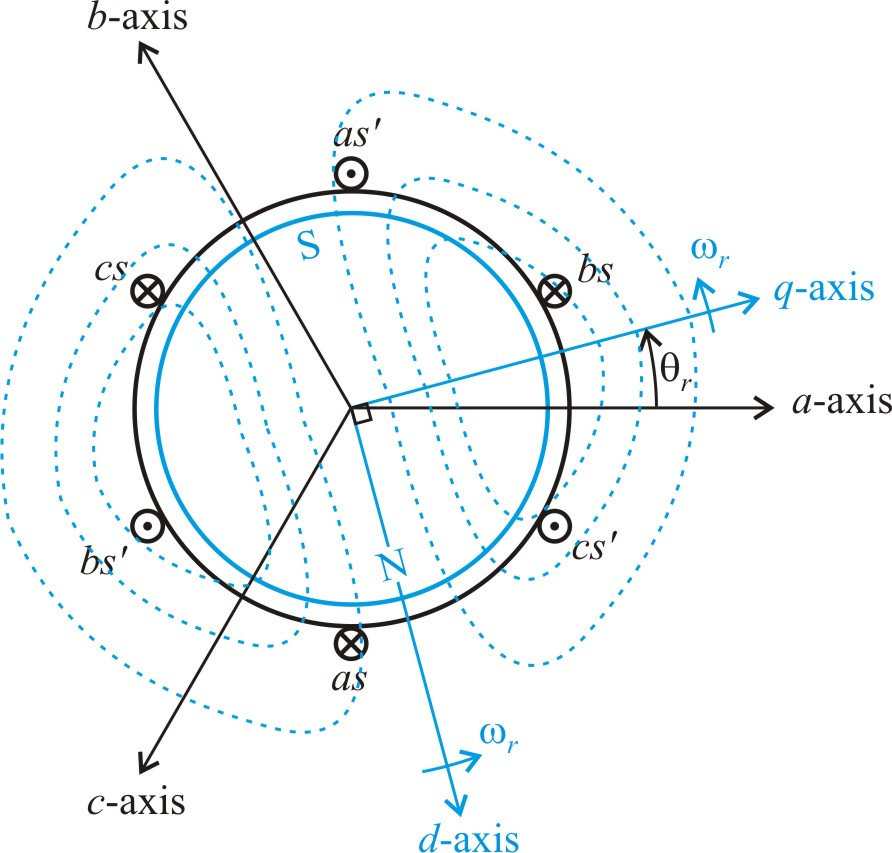 b-axis
as′
S
cs
bs
ωr
q-axis
θr
a-axis
bs′
cs′
N
as
ωr
c-axis
d-axis